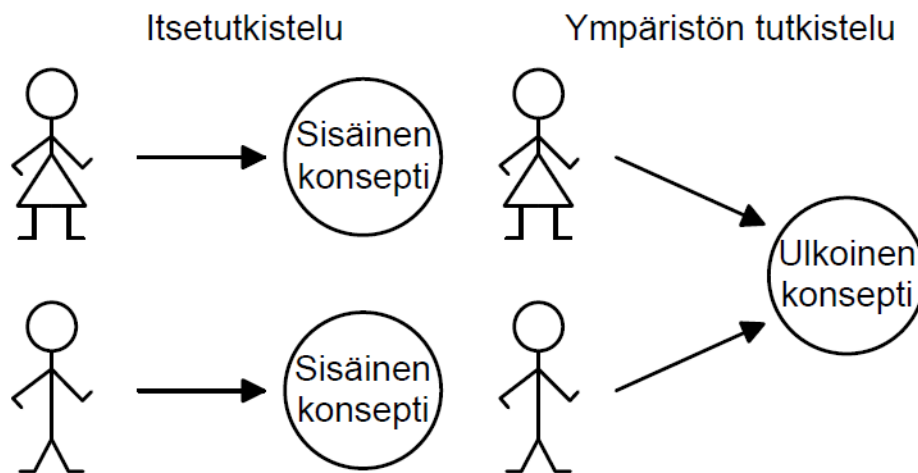 Itsetutkistelu
Ympäristön tutkistelu
Sisäinen
konsepti
Ulkoinen
konsepti
Sisäinen
konsepti